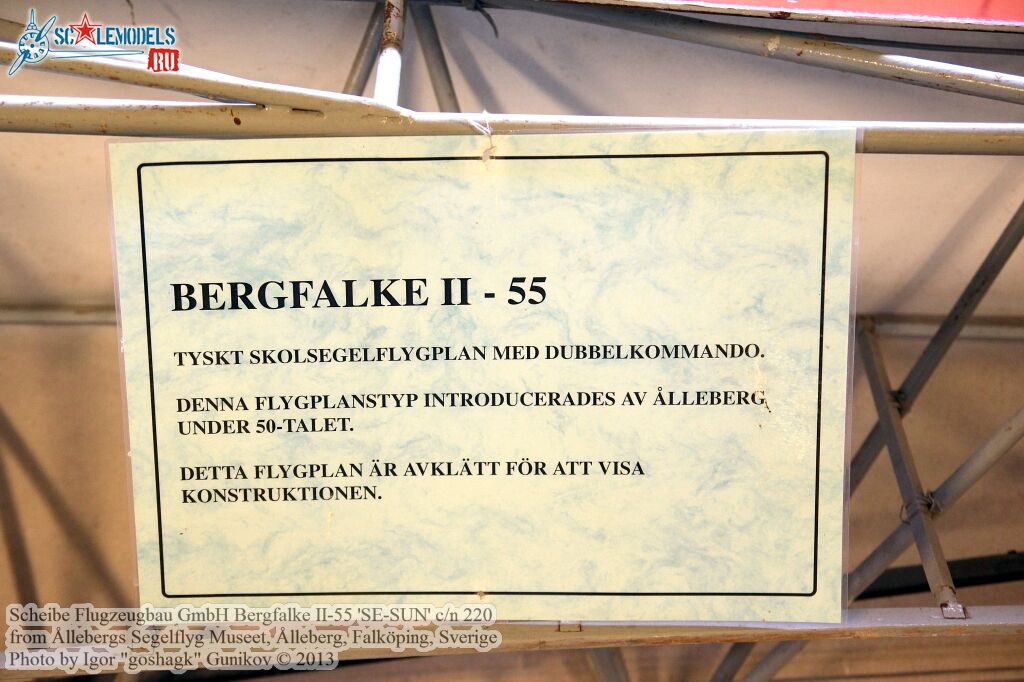 SCALEMODELS
RU
BERGFALKE II - 55
TYSKT SKOLSEGELFLYGPLAN MED DUBBELKOMMANDO.
DENNA FLYGPLANSTYP INTRODUCERADES AV ÅLLEBERG
UNDER 50-TALET.
DETTA FLYGPLAN ÄR AVKLÄTT FÖR ATT VISA
KONSTRUKTIONEN.
Scheibe Flugzeugbau GmbH Bergfalke II-55 'SE-SUN' c/n 220
from Ållebergs Segelflyg Museet, Ålleberg, Falköping, Sverige
Photo by Igor "goshagk" Gunikov © 2013